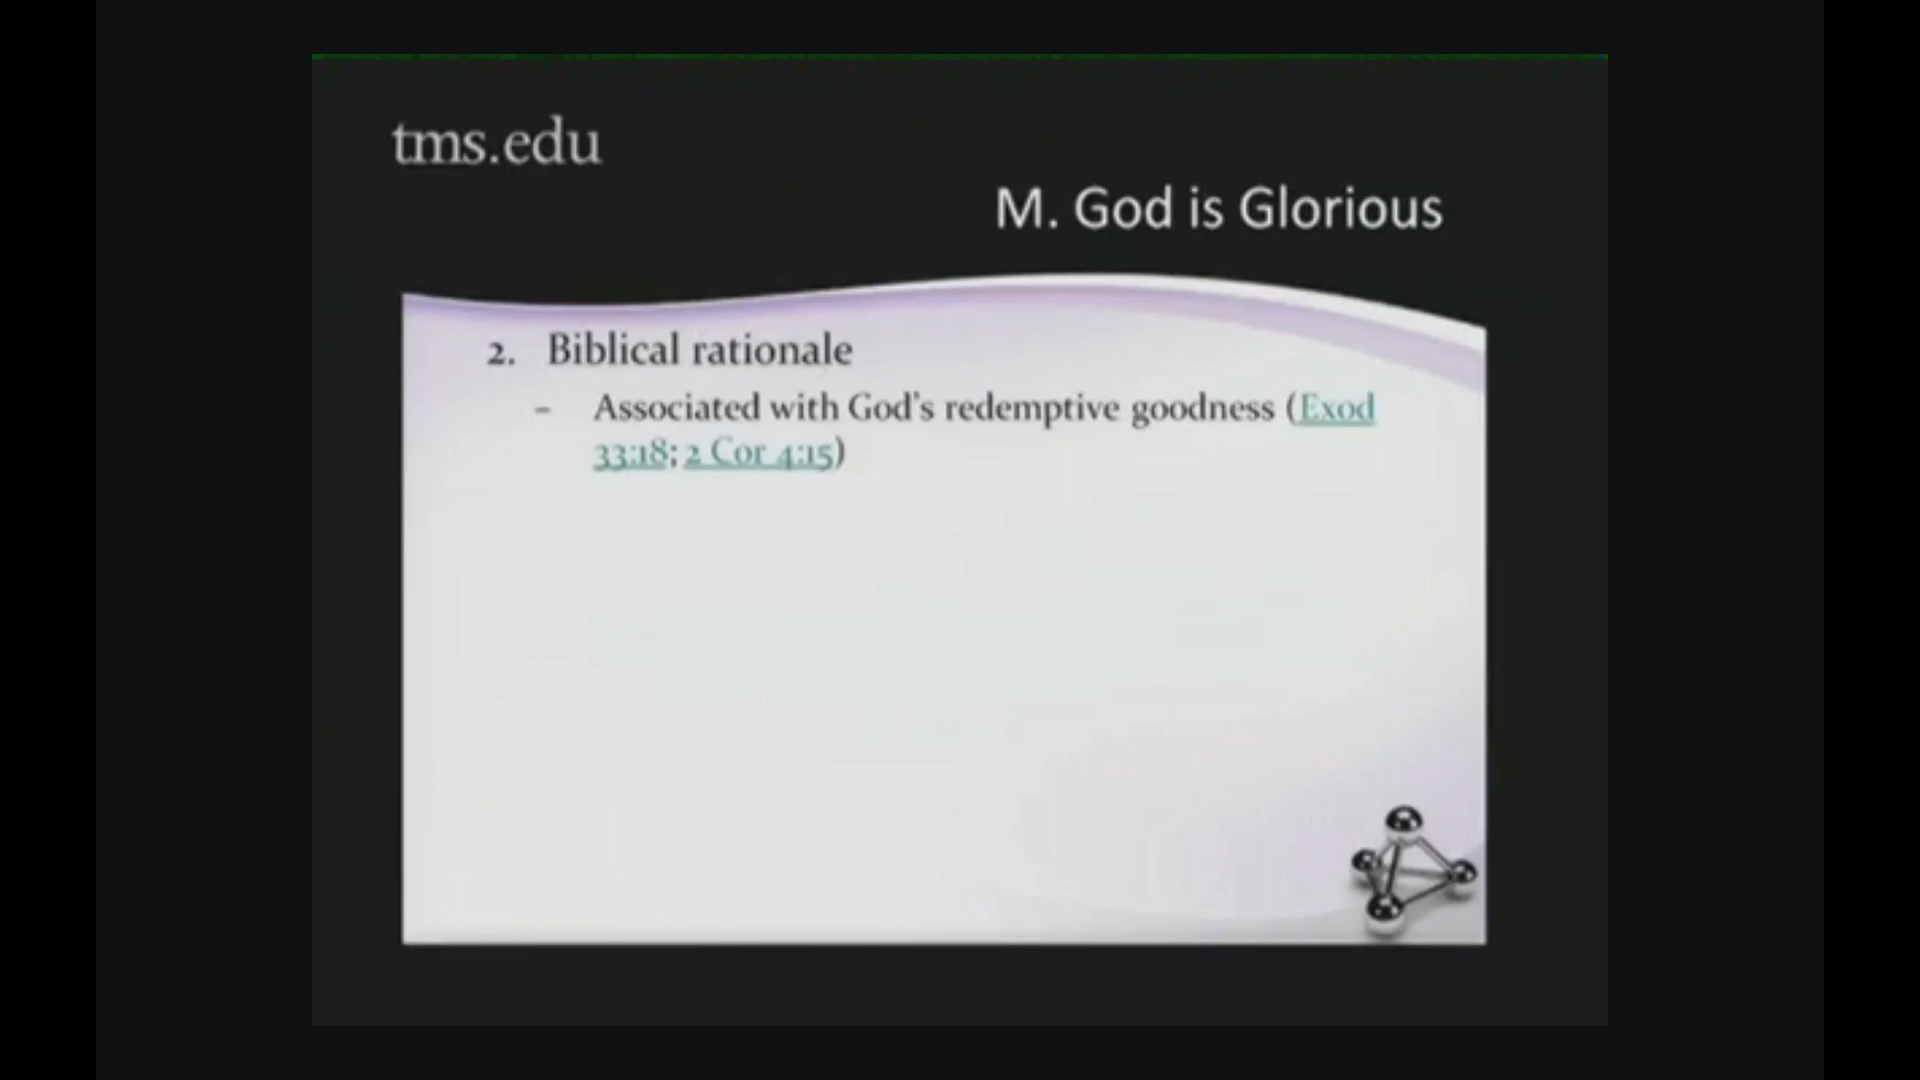 tms.edu
M. God is Glorious
2. Biblical rationale
– Associated with God's redemptive goodness (Exod
33:18; 2 Cor 4:15)